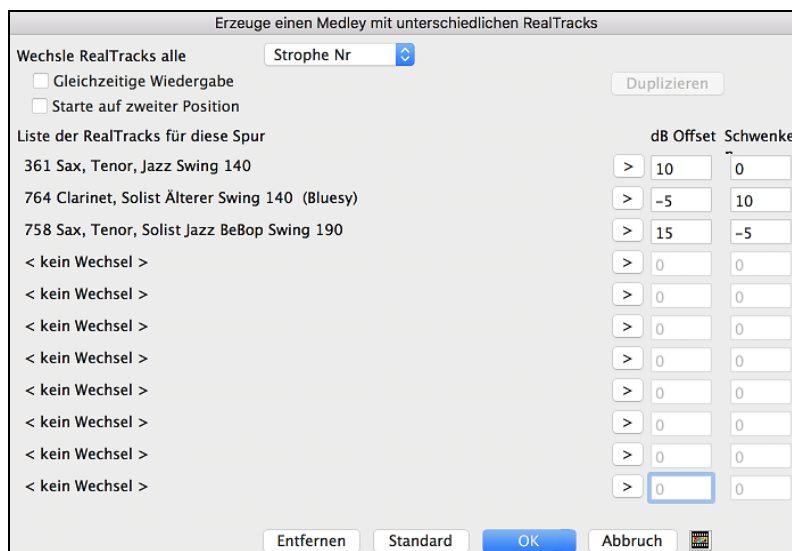 Erzeuge einen Medley mit unterschiedlichen RealTracks
Wechsle RealTracks alle Strophe Nr
Gleichzeitige Wiedergabe Duplizieren
Starte auf zweiter Position
Liste der RealTracks für diese Spur dB Offset Schwenke
361 Sax, Tenor, Jazz Swing 140 > 10 0
764 Clarinet, Solist Älterer Swing 140 (Bluesy) > -5 10
758 Sax, Tenor, Solist Jazz BeBop Swing 190 > 15 -5
< kein Wechsel > > 0 0
< kein Wechsel > > 0 0
< kein Wechsel > > 0 0
< kein Wechsel > > 0 0
< kein Wechsel > > 0 0
< kein Wechsel > > 0 0
< kein Wechsel > > 0 0
< kein Wechsel > > 0 0
Entfernen Standard OK Abbruch